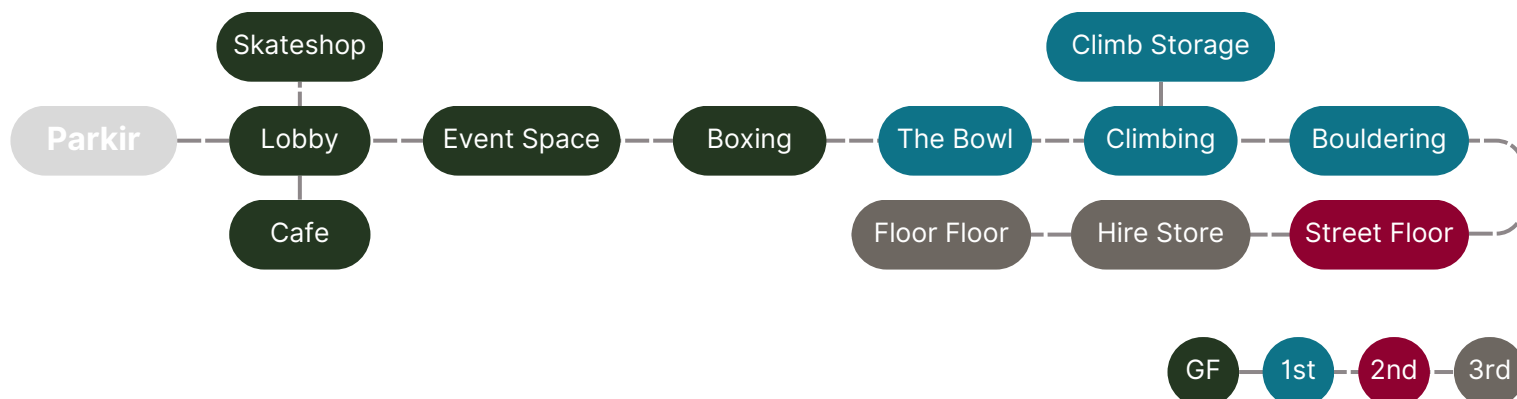 Skateshop
Climb Storage
Parkir
Lobby
Event Space
Boxing
The Bowl
Climbing
Bouldering
Cafe
Floor Floor
Hire Store
Street Floor
GF
1st
2nd
3rd